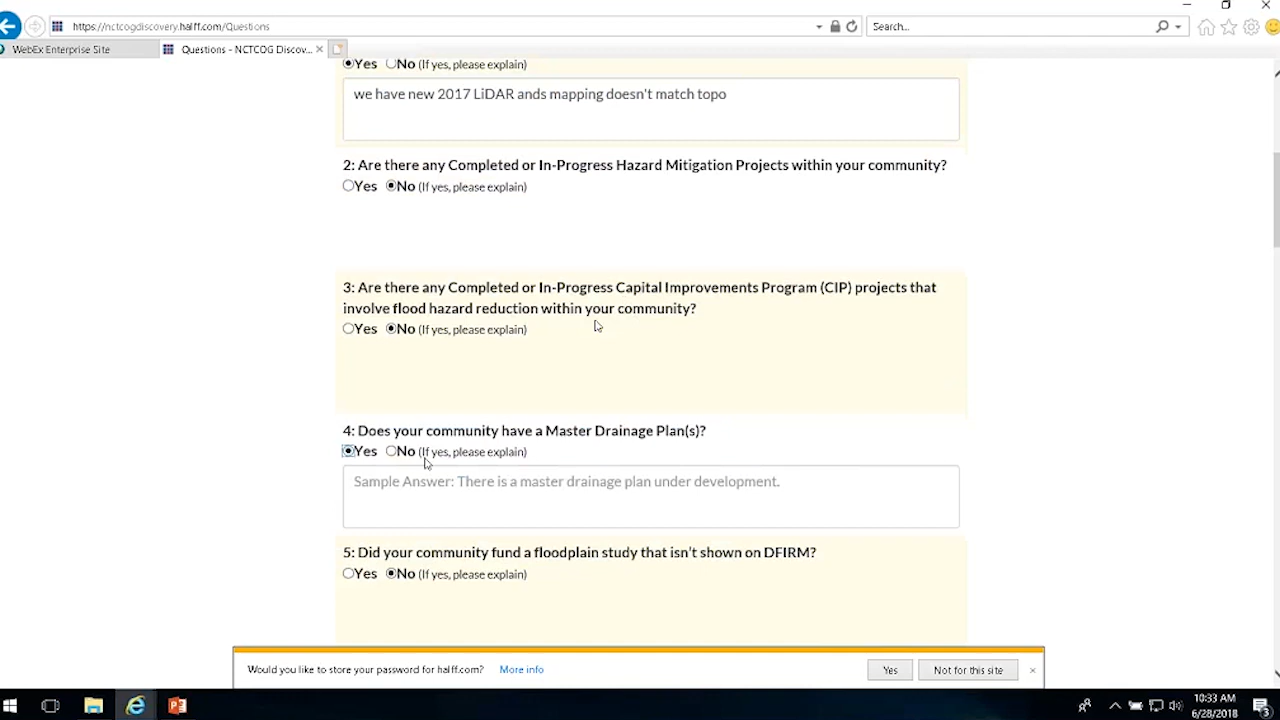 https://nctcogdiscovery.halff.com/Questions
Search...
WebEx Enterprise Site
Questions - NCTCOG Discov...
Yes No (If yes, please explain)
we have new 2017 LiDAR ands mapping doesn't match topo
2: Are there any Completed or In-Progress Hazard Mitigation Projects within your community?
Yes No (If yes, please explain)
3: Are there any Completed or In-Progress Capital Improvements Program (CIP) projects that
involve flood hazard reduction within your community?
Yes No (If yes, please explain)
4: Does your community have a Master Drainage Plan(s)?
Yes No (If yes, please explain)
Sample Answer: There is a master drainage plan under development.
5: Did your community fund a floodplain study that isn't shown on DFIRM?
Yes No (If yes, please explain)
Would you like to store your password for halff.com? More info
Yes
Not for this site
10:33 AM
6/28/2018
3